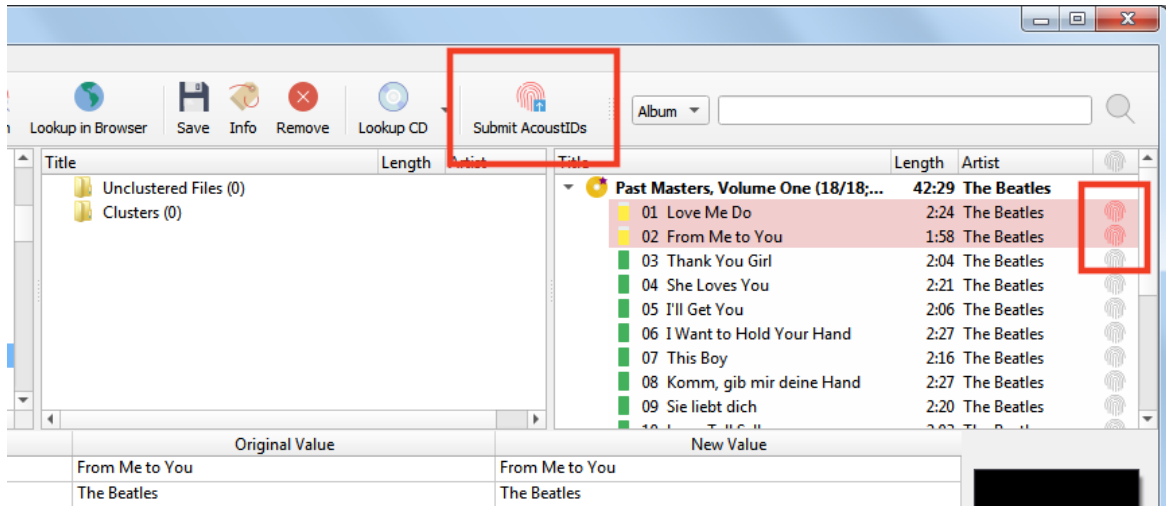 Lookup in Browser Save Info Remove Lookup CD Submit AcoustIDs Album
Title Length Artist
Unclustered Files (0)
Clusters (0)
Title Length Artist
Past Masters, Volume One (18/18;... 42:29 The Beatles
01 Love Me Do 2:24 The Beatles
02 From Me to You 1:58 The Beatles
03 Thank You Girl 2:04 The Beatles
04 She Loves You 2:21 The Beatles
05 I'll Get You 2:06 The Beatles
06 I Want to Hold Your Hand 2:27 The Beatles
07 This Boy 2:16 The Beatles
08 Komm, gib mir deine Hand 2:27 The Beatles
09 Sie liebt dich 2:20 The Beatles
Original Value New Value
From Me to You From Me to You
The Beatles The Beatles